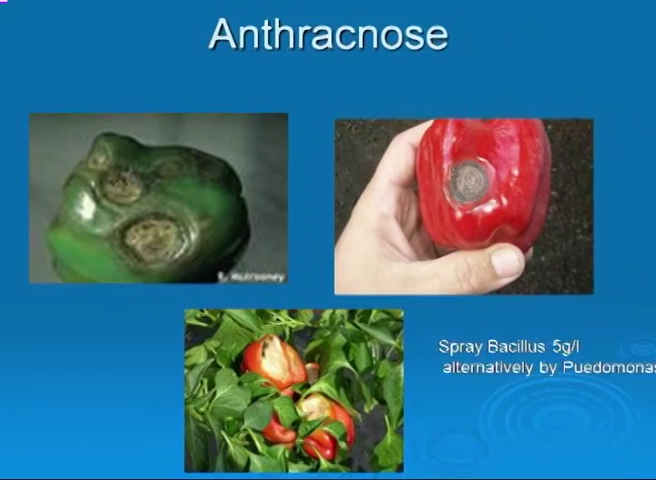 Anthracnose
Spray Bacillus 5g/l
alternatively by Puedomonas